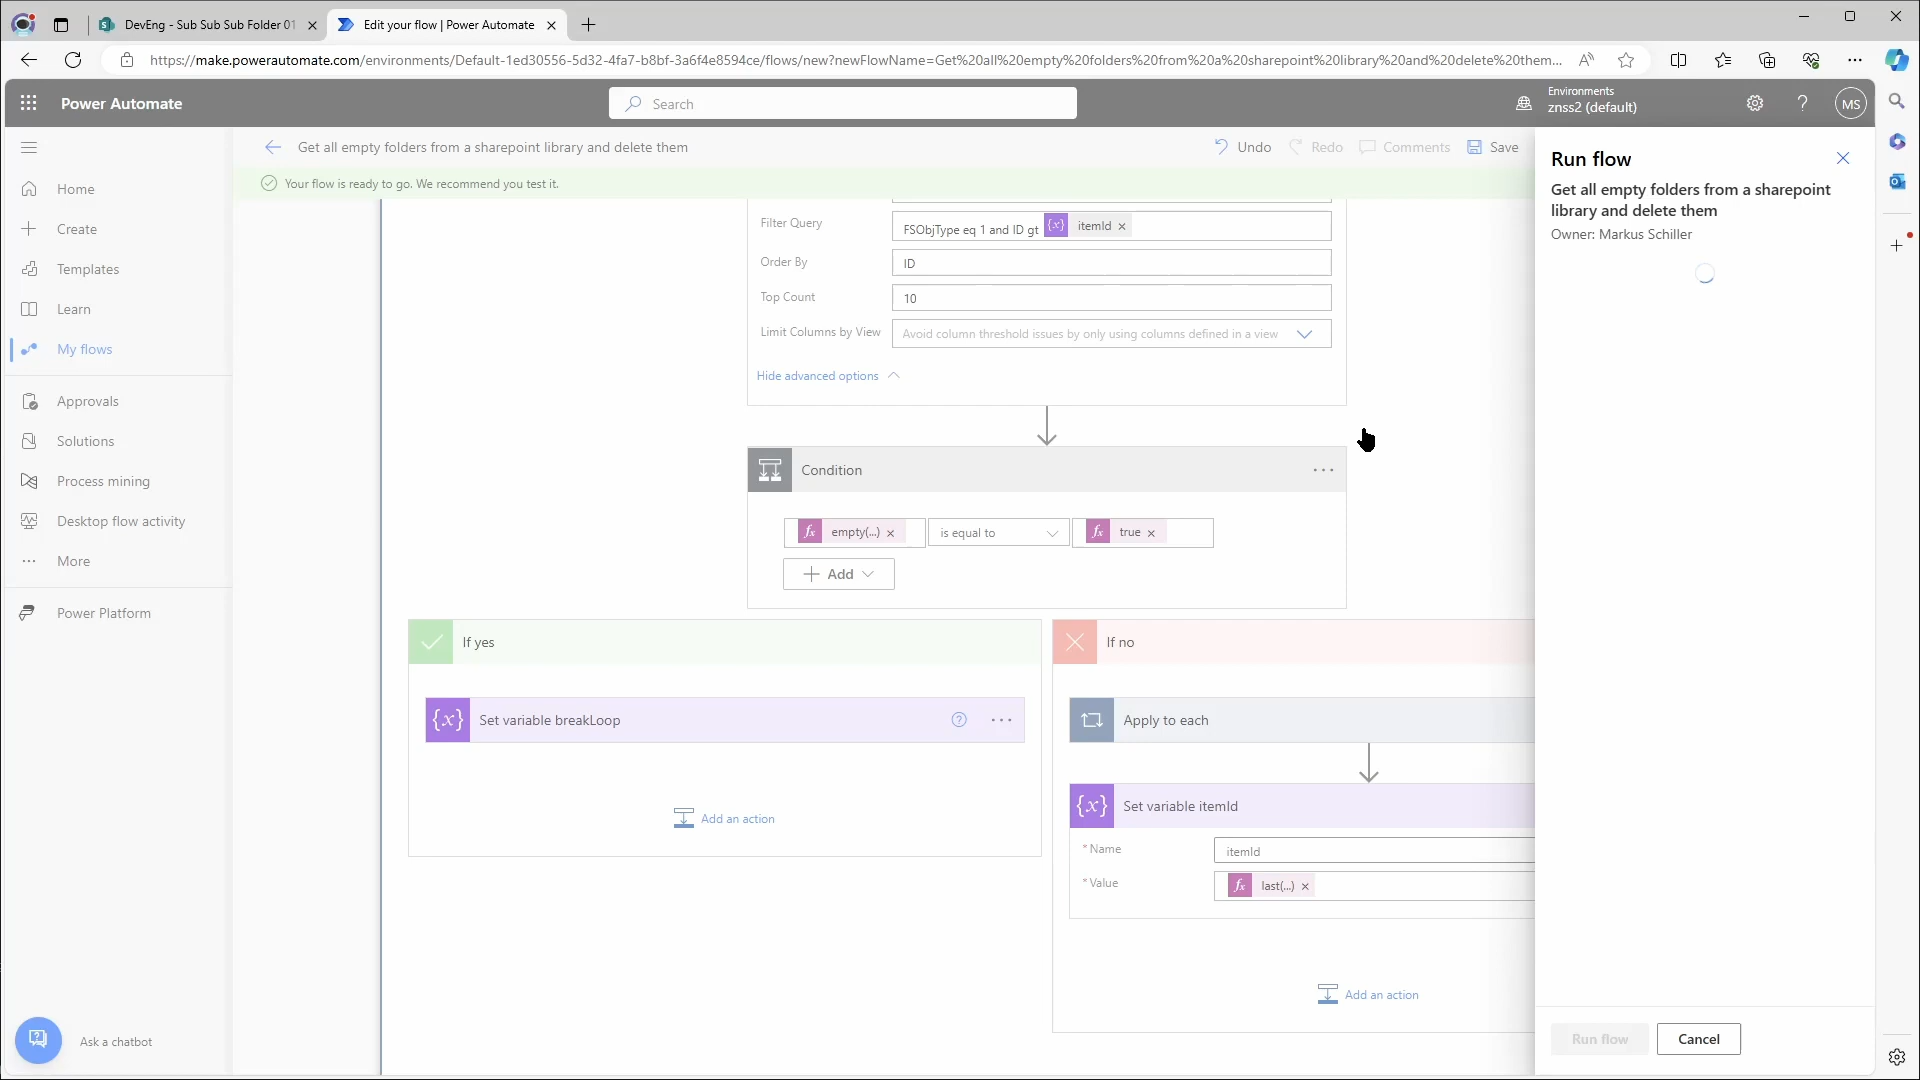 DevEng - Sub Sub Sub Folder 01
Edit your flow | Power Automate
https://make.powerautomate.com/environments/Default-1ed30556-5d32-4fa7-b8bf-3a6f4e8594ce/flows/new?newFlowName=Get%20all%20empty%20folders%20from%20a%20sharepoint%20library%20and%20delete%20them...
Power Automate
Search
Environments
znss2 (default)
MS
Get all empty folders from a sharepoint library and delete them
Undo
Redo
Comments
Save
Your flow is ready to go. We recommend you test it.
Home
Create
Templates
Learn
My flows
Approvals
Solutions
Process mining
Desktop flow activity
More
Power Platform
Ask a chatbot
Filter Query
FSObjType eq 1 and ID gt {x} itemId
Order By
ID
Top Count
10
Limit Columns by View
Avoid column threshold issues by only using columns defined in a view
Hide advanced options
Condition
fx empty(...)
is equal to
fx true
Add
If yes
{x} Set variable breakLoop
Add an action
If no
Apply to each
{x} Set variable itemId
* Name
itemId
* Value
fx last(...)
Add an action
Run flow
Get all empty folders from a sharepoint
library and delete them
Owner: Markus Schiller
Run flow
Cancel